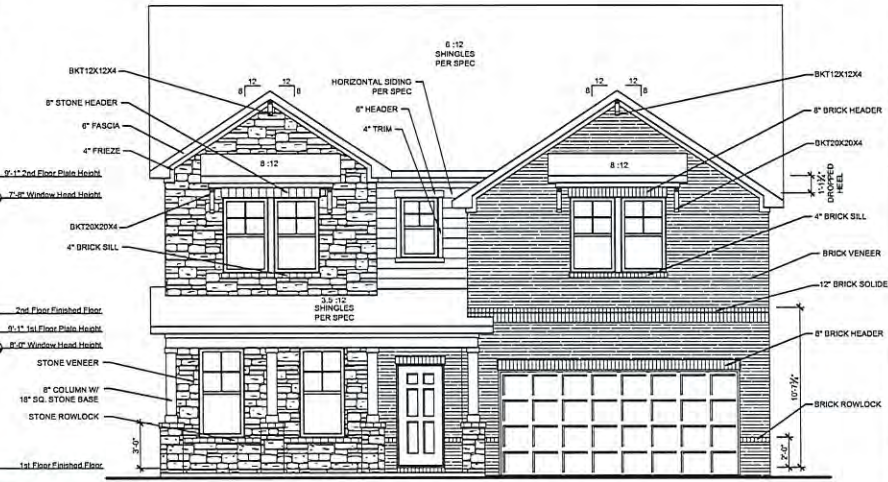 6 :12
SHINGLES
PER SPEC
BKT12X12X4
12
12
8
8
HORIZONTAL SIDING
PER SPEC
12
12
8
8
BKT12X12X4
8" STONE HEADER
6" HEADER
8" BRICK HEADER
6" FASCIA
4" TRIM
4" FRIEZE
BKT20X20X4
8 :12
8 :12
9'-1" 2nd Floor Plate Height
7'-8" Window Head Height
1'-1¾"
DROPPED
HEEL
BKT20X20X4
4" BRICK SILL
4" BRICK SILL
BRICK VENEER
12" BRICK SOLIDE
3.5 :12
SHINGLES
PER SPEC
2nd Floor Finished Floor
9'-1" 1st Floor Plate Height
8'-0" Window Head Height
8" BRICK HEADER
STONE VENEER
8" COLUMN W/
18" SQ. STONE BASE
10'-7½"
STONE ROWLOCK
BRICK ROWLOCK
3'-0"
2'-0"
1st Floor Finished Floor